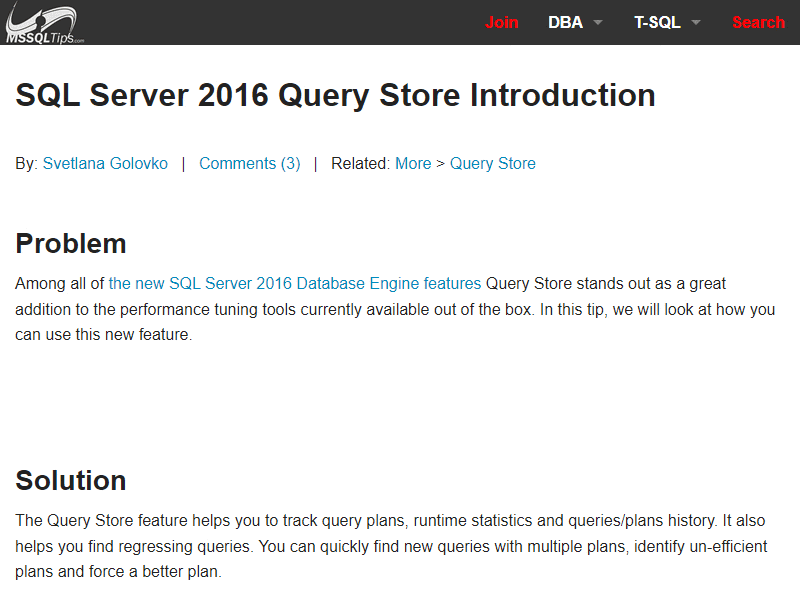 MSSQLTips.com
Join DBA T-SQL Search
SQL Server 2016 Query Store Introduction
By: Svetlana Golovko | Comments (3) | Related: More > Query Store
Problem
Among all of the new SQL Server 2016 Database Engine features Query Store stands out as a great
addition to the performance tuning tools currently available out of the box. In this tip, we will look at how you
can use this new feature.
Solution
The Query Store feature helps you to track query plans, runtime statistics and queries/plans history. It also
helps you find regressing queries. You can quickly find new queries with multiple plans, identify un-efficient
plans and force a better plan.